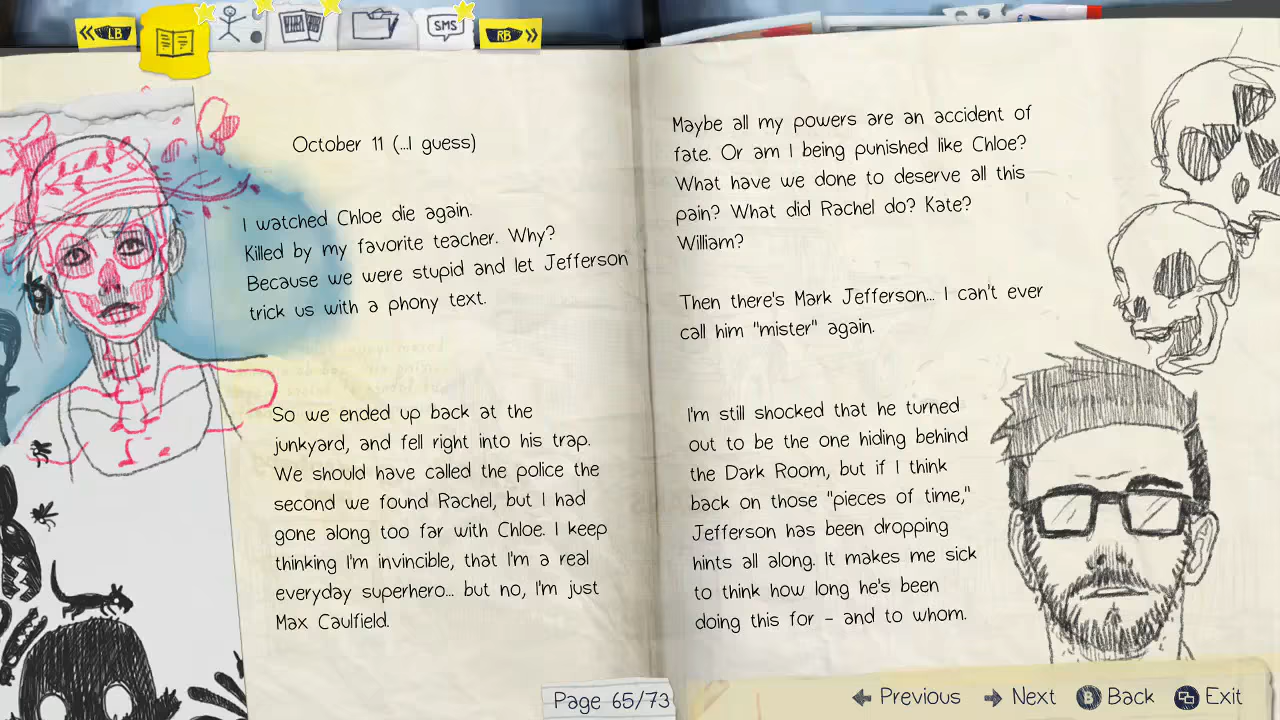 LB
SMS
RB
October 11 (...I guess)
I watched Chloe die again.
Killed by my favorite teacher. Why?
Because we were stupid and let Jefferson
trick us with a phony text.
So we ended up back at the
junkyard, and fell right into his trap.
We should have called the police the
second we found Rachel, but I had
gone along too far with Chloe. I keep
thinking I'm invincible, that I'm a real
everyday superhero... but no, I'm just
Max Caulfield.
Maybe all my powers are an accident of
fate. Or am I being punished like Chloe?
What have we done to deserve all this
pain? What did Rachel do? Kate?
William?
Then there's Mark Jefferson... I can't ever
call him "mister" again.
I'm still shocked that he turned
out to be the one hiding behind
the Dark Room, but if I think
back on those "pieces of time,"
Jefferson has been dropping
hints all along. It makes me sick
to think how long he's been
doing this for – and to whom.
Page 65/73
Previous
Next
B Back
Exit